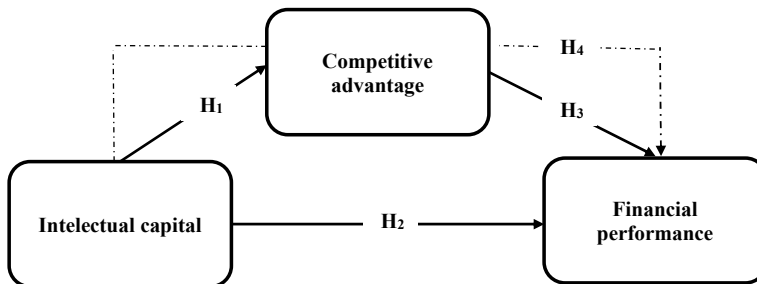 Competitive
advantage
H4
H1
H3
Intelectual capital
H2
Financial
performance